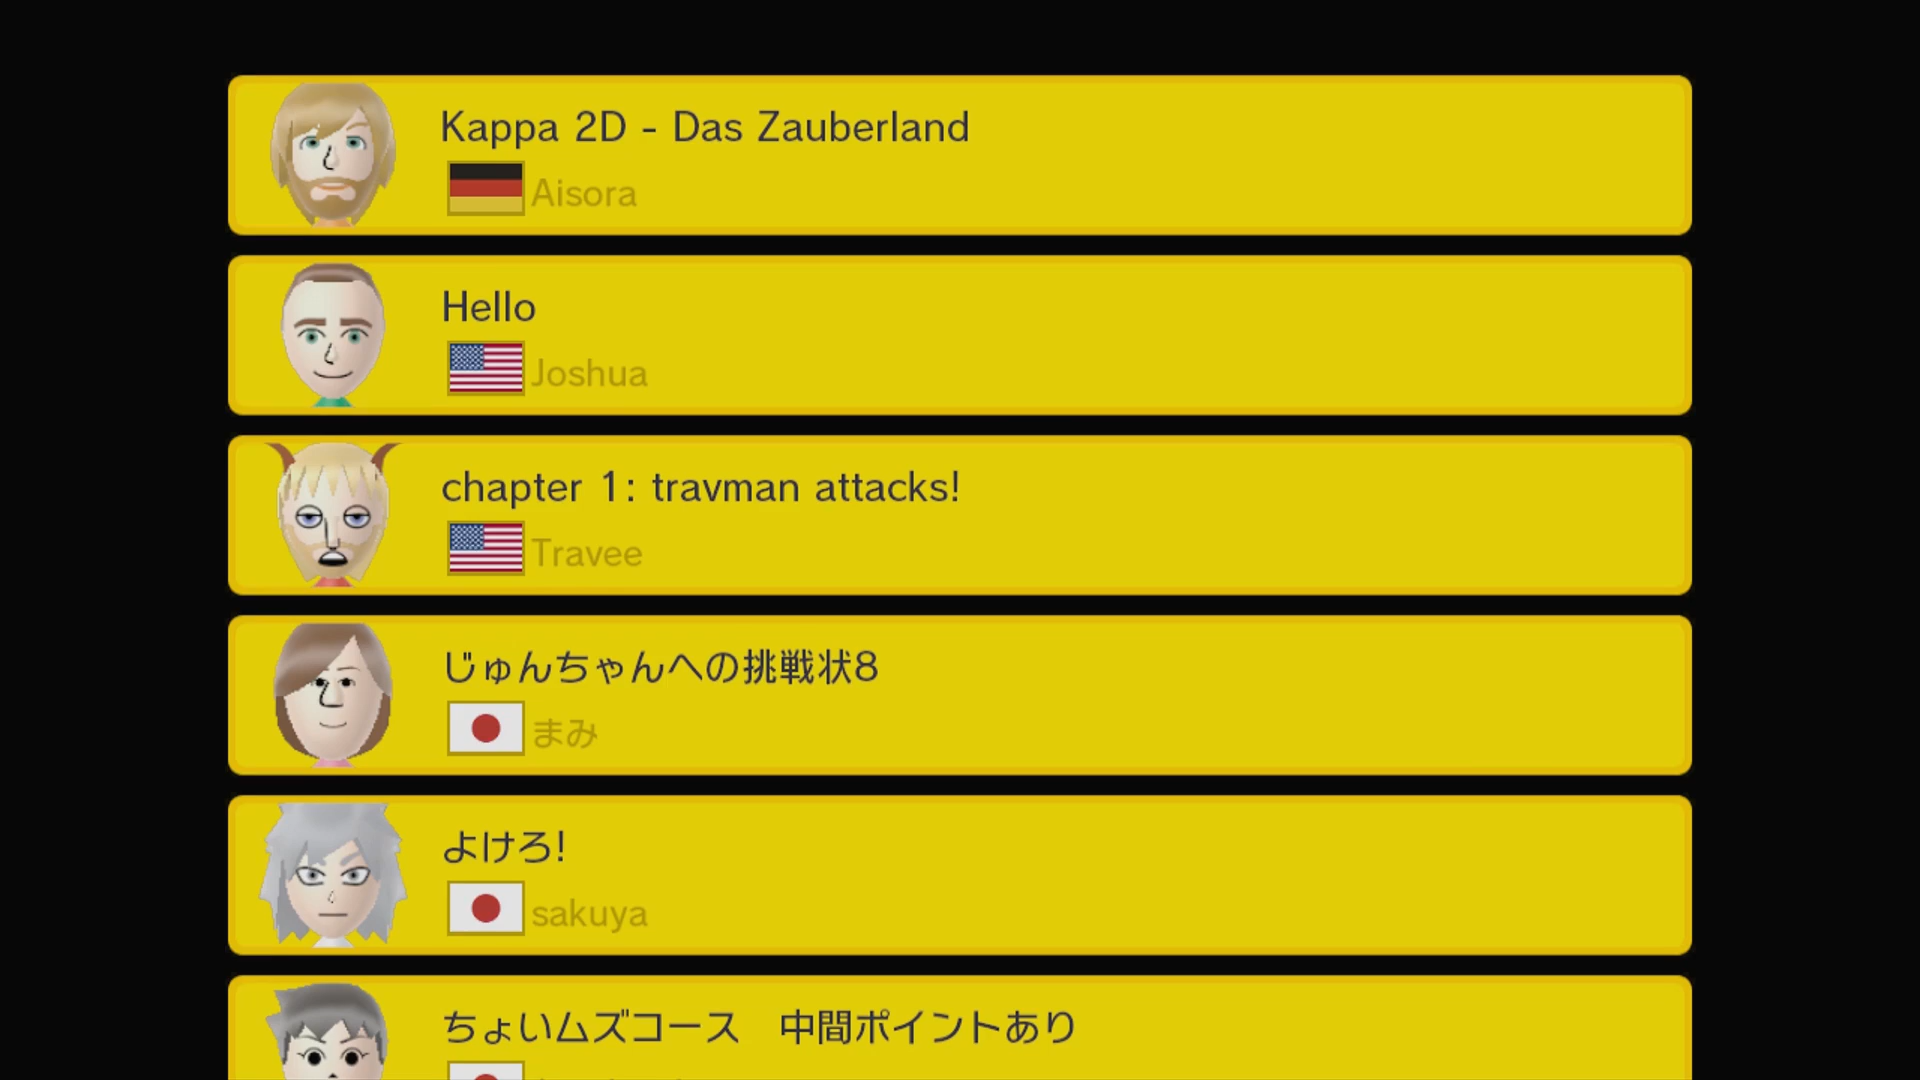 Kappa 2D - Das Zauberland
Aisora
Hello
Joshua
chapter 1: travman attacks!
Travee
じゅんちゃんへの挑戦状8
まみ
よけろ!
sakuya
ちょいムズコース　中間ポイントあり